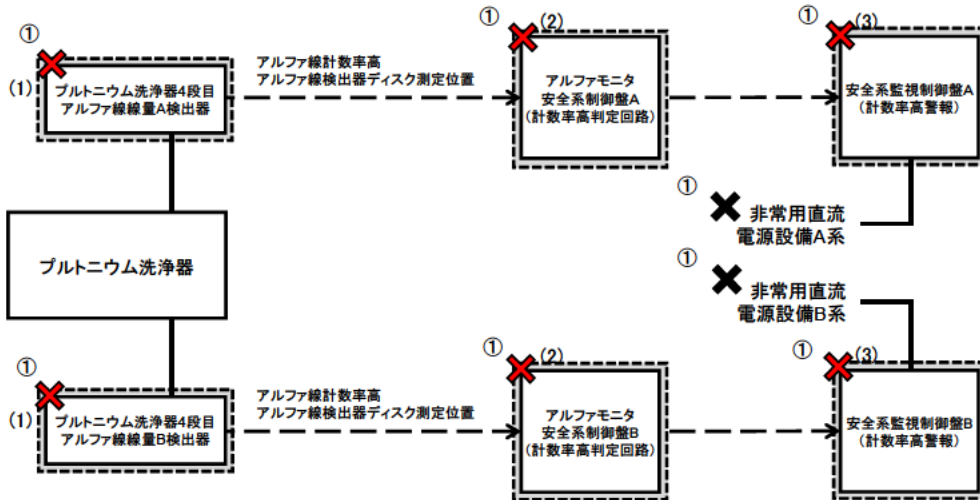 ①
①
(2)
①
(3)
(1)
プルトニウム洗浄器4段目
アルファ線線量A検出器
アルファ線計数率高
アルファ線検出器ディスク測定位置
アルファモニタ
安全系制御盤A
(計数率高判定回路)
安全系監視制御盤A
(計数率高警報)
①
非常用直流
電源設備A系
プルトニウム洗浄器
①
非常用直流
電源設備B系
①
①
(2)
①
(3)
(1)
プルトニウム洗浄器4段目
アルファ線線量B検出器
アルファ線計数率高
アルファ線検出器ディスク測定位置
アルファモニタ
安全系制御盤B
(計数率高判定回路)
安全系監視制御盤B
(計数率高警報)